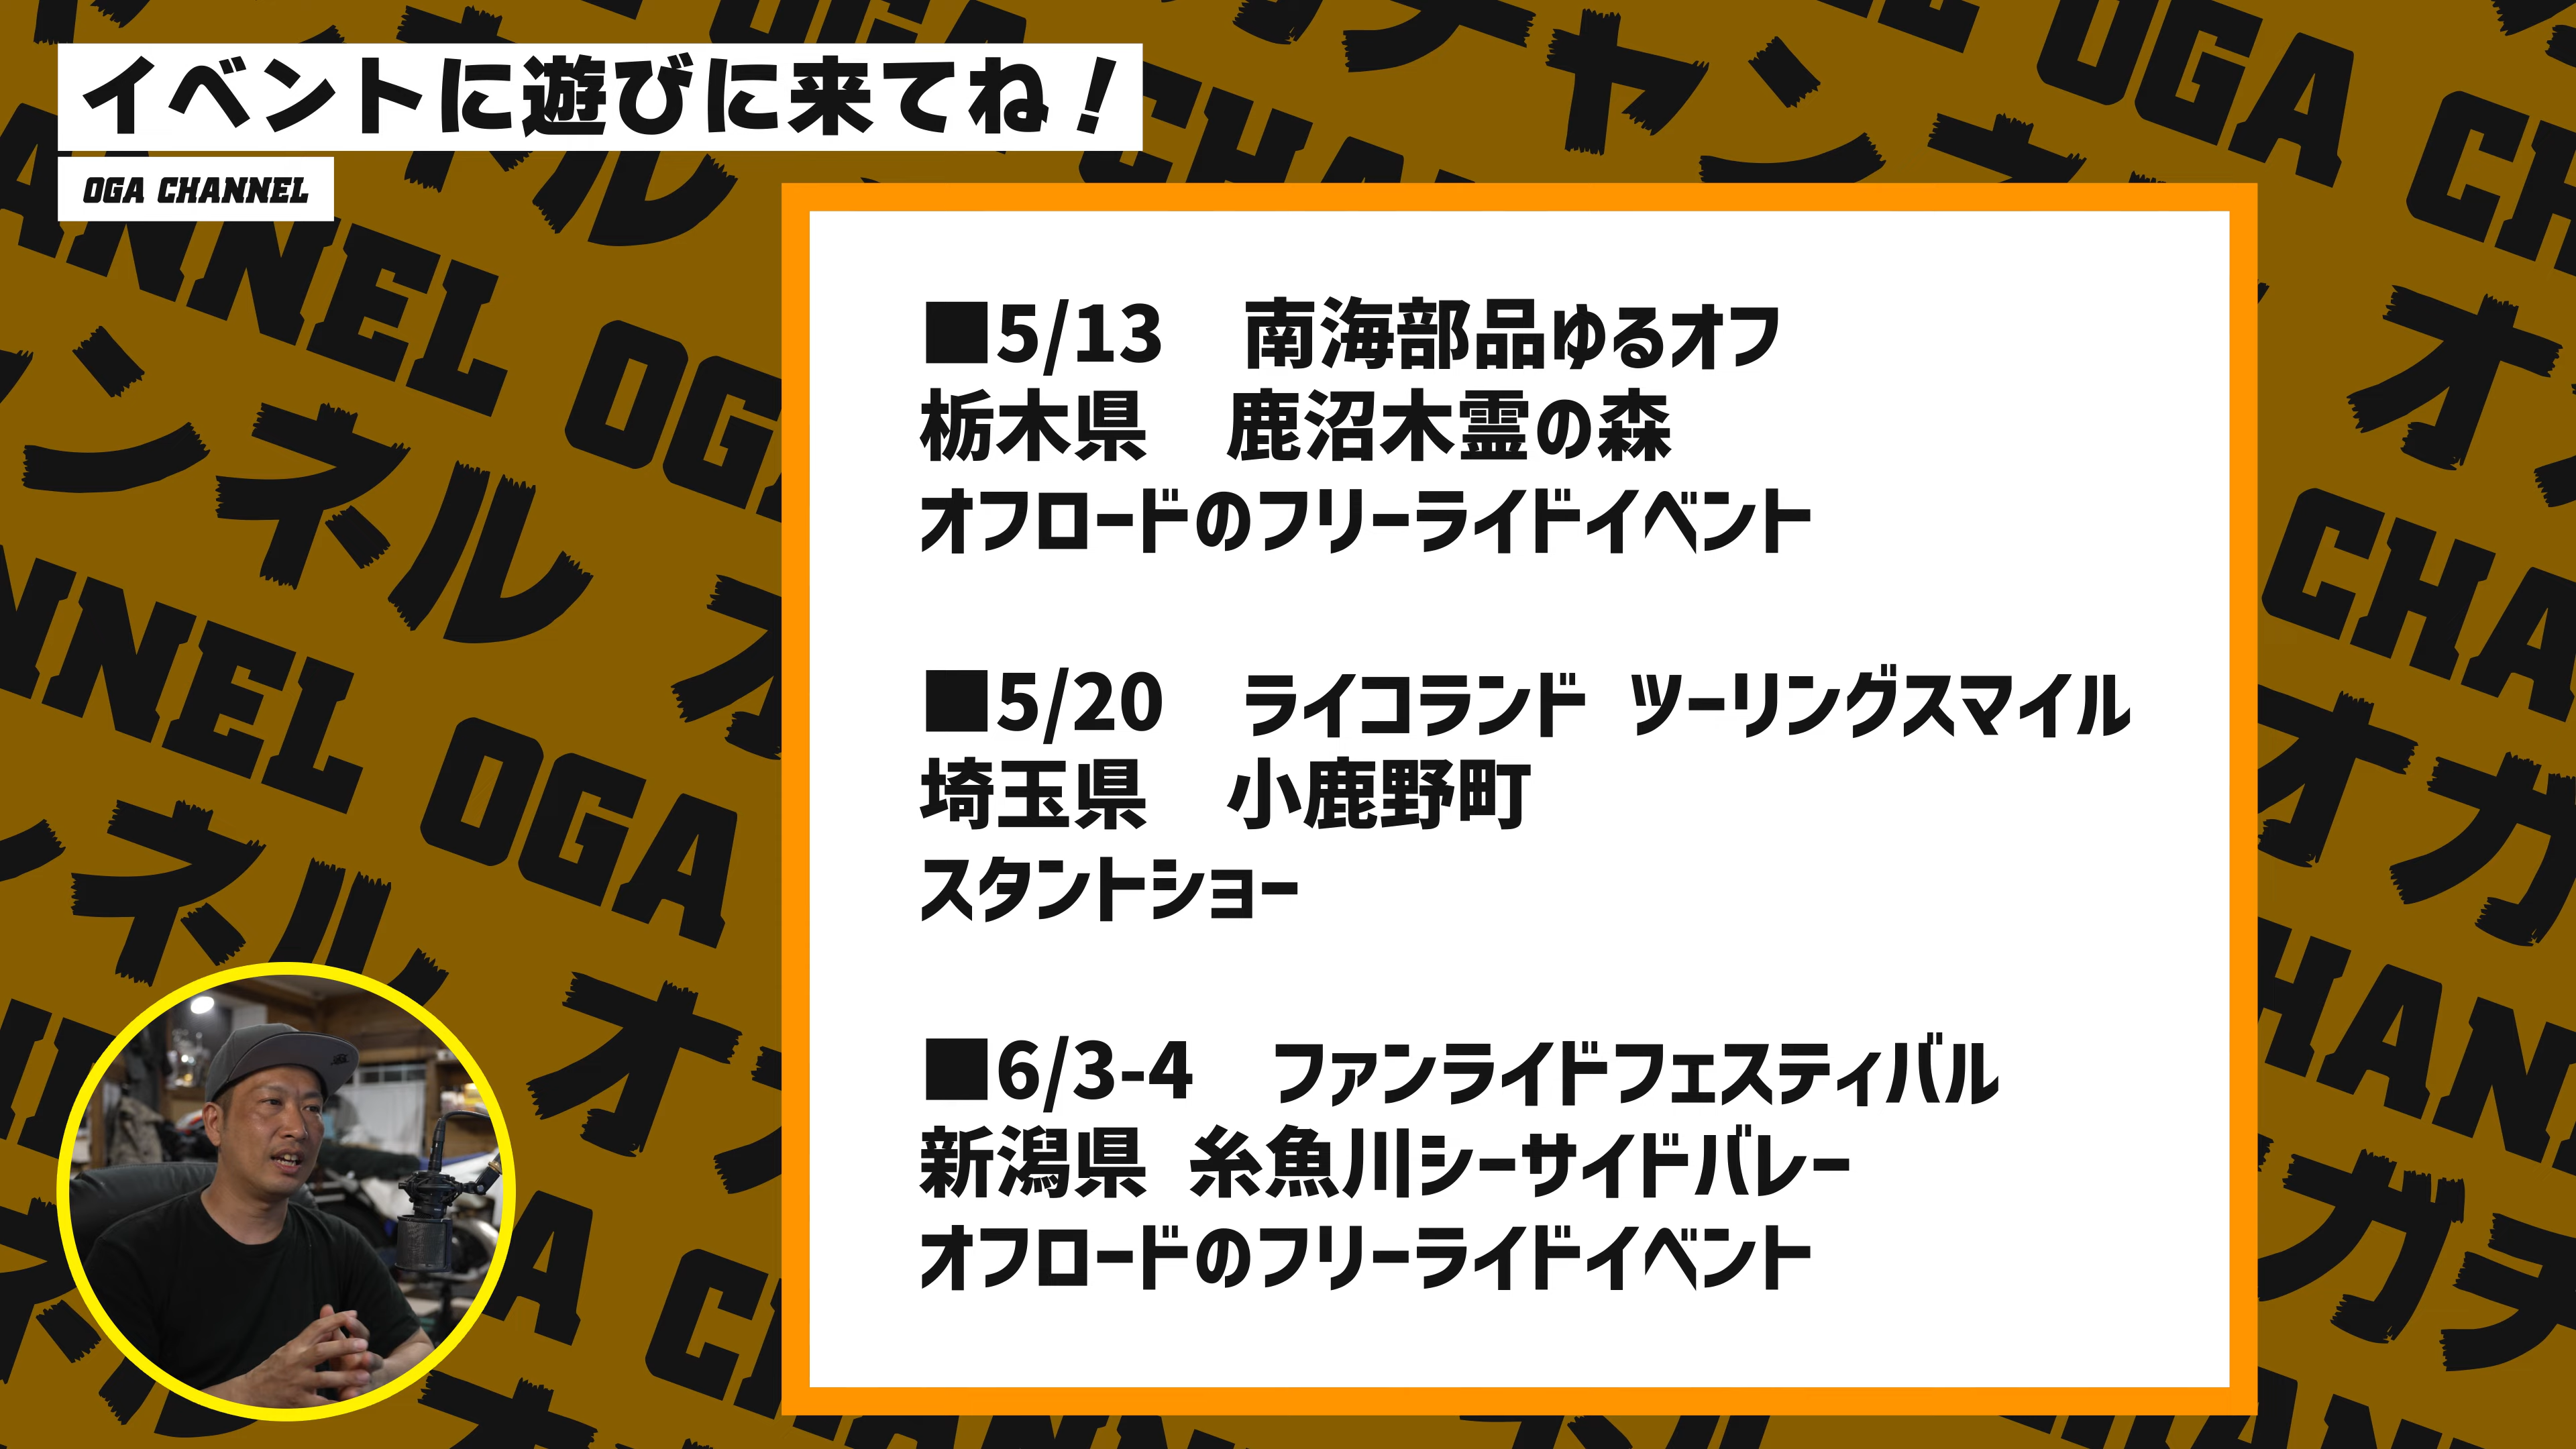 イベントに遊びに来てね！
OGA CHANNEL
■5/13　南海部品ゆるオフ
栃木県　鹿沼木霊の森
オフロードのフリーライドイベント
■5/20　ライコランド ツーリングスマイル
埼玉県　小鹿野町
スタントショー
■6/3-4　ファンライドフェスティバル
新潟県 糸魚川シーサイドバレー
オフロードのフリーライドイベント